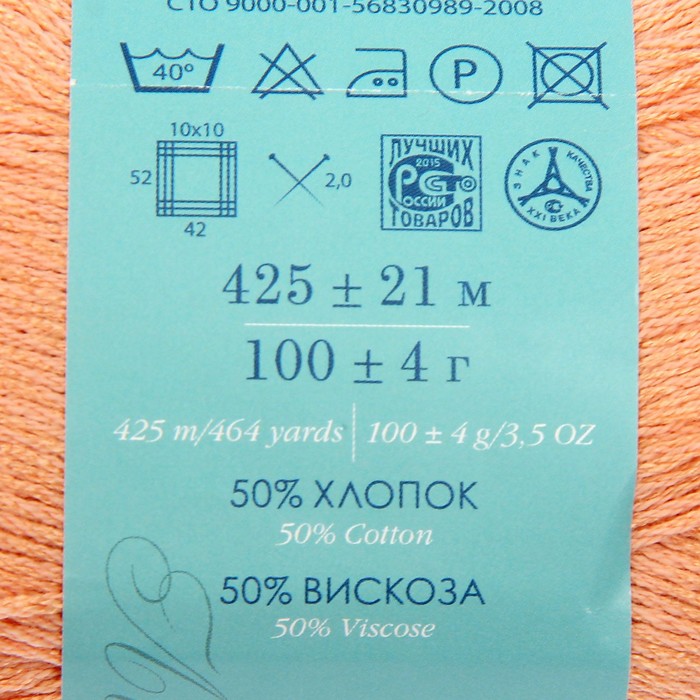 СТО 9000-001-56830989-2008
40°
P
10x10
52
2,0
42
ЛУЧШИХ
2015
100
РОССИИ
ТОВАРОВ
ЗНАК КАЧЕСТВА
XXI ВЕКА
425 ± 21 м
100 ± 4 г
425 m/464 yards | 100 ± 4 g/3,5 OZ
50% ХЛОПОК
50% Cotton
50% ВИСКОЗА
50% Viscose